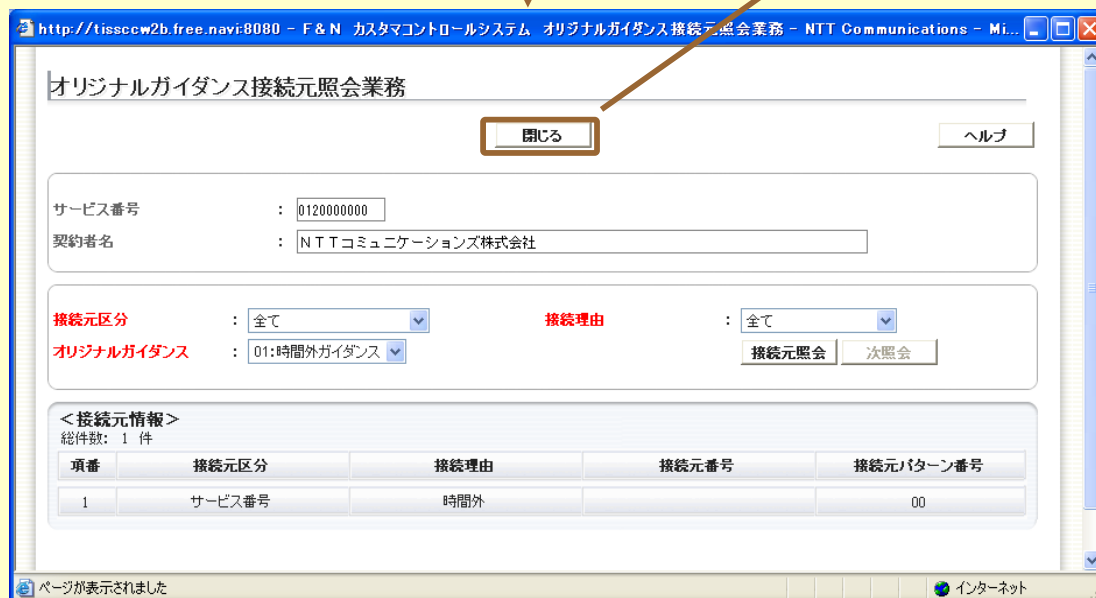 http://tissccw2b.free.navi:8080 - F&N カスタマコントロールシステム オリジナルガイダンス接続元照会業務 - NTT Communications - Mi...
オリジナルガイダンス接続元照会業務
閉じる
ヘルプ
サービス番号 : 0120000000
契約者名 : ＮＴＴコミュニケーションズ株式会社
接続元区分 : 全て 接続理由 : 全て
オリジナルガイダンス : 01:時間外ガイダンス 接続元照会 次照会
＜接続元情報＞
総件数: 1 件
項番 接続元区分 接続理由 接続元番号 接続元パターン番号
1 サービス番号 時間外 00
ページが表示されました インターネット